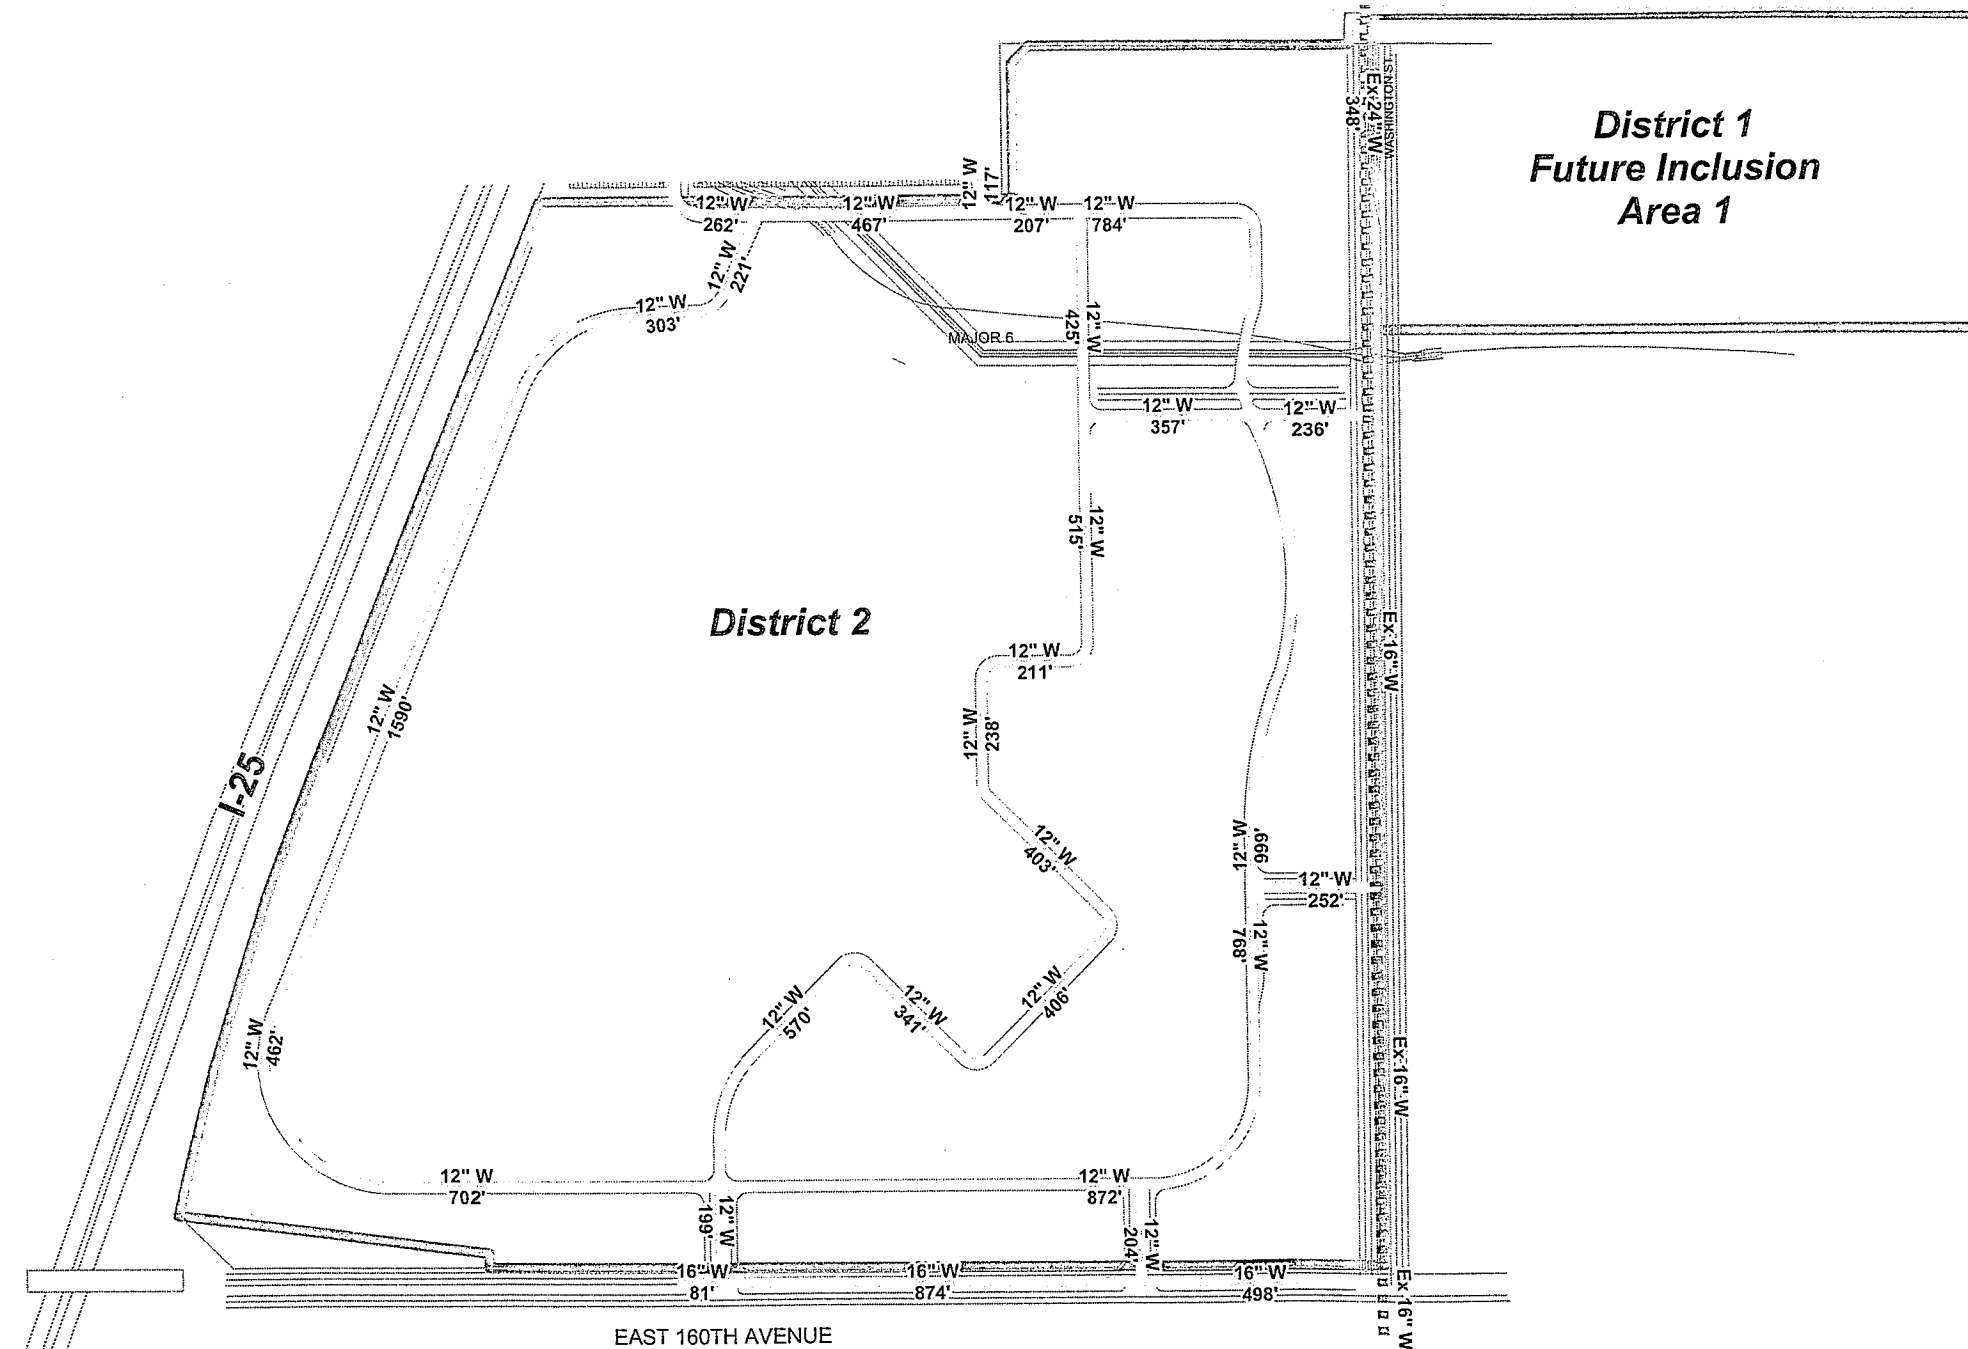 District 1
Future Inclusion
Area 1
WASHINGTON ST
Ex 24" W
348'
12" W
117'
12" W
262'
12" W
467'
12" W
207'
12" W
784'
12" W
221'
12" W
303'
12" W
425'
MAJOR 6
12" W
357'
12" W
236'
12" W
515'
District 2
12" W
211'
Ex 16" W
12" W
238'
12" W
1590'
I-25
12" W
403'
12" W
999'
12" W
252'
12" W
768'
12" W
570'
12" W
341'
12" W
406'
12" W
462'
Ex 16" W
12" W
702'
12" W
872'
12" W
199'
12" W
204'
16" W
81'
16" W
874'
16" W
498'
Ex 16" W
EAST 160TH AVENUE